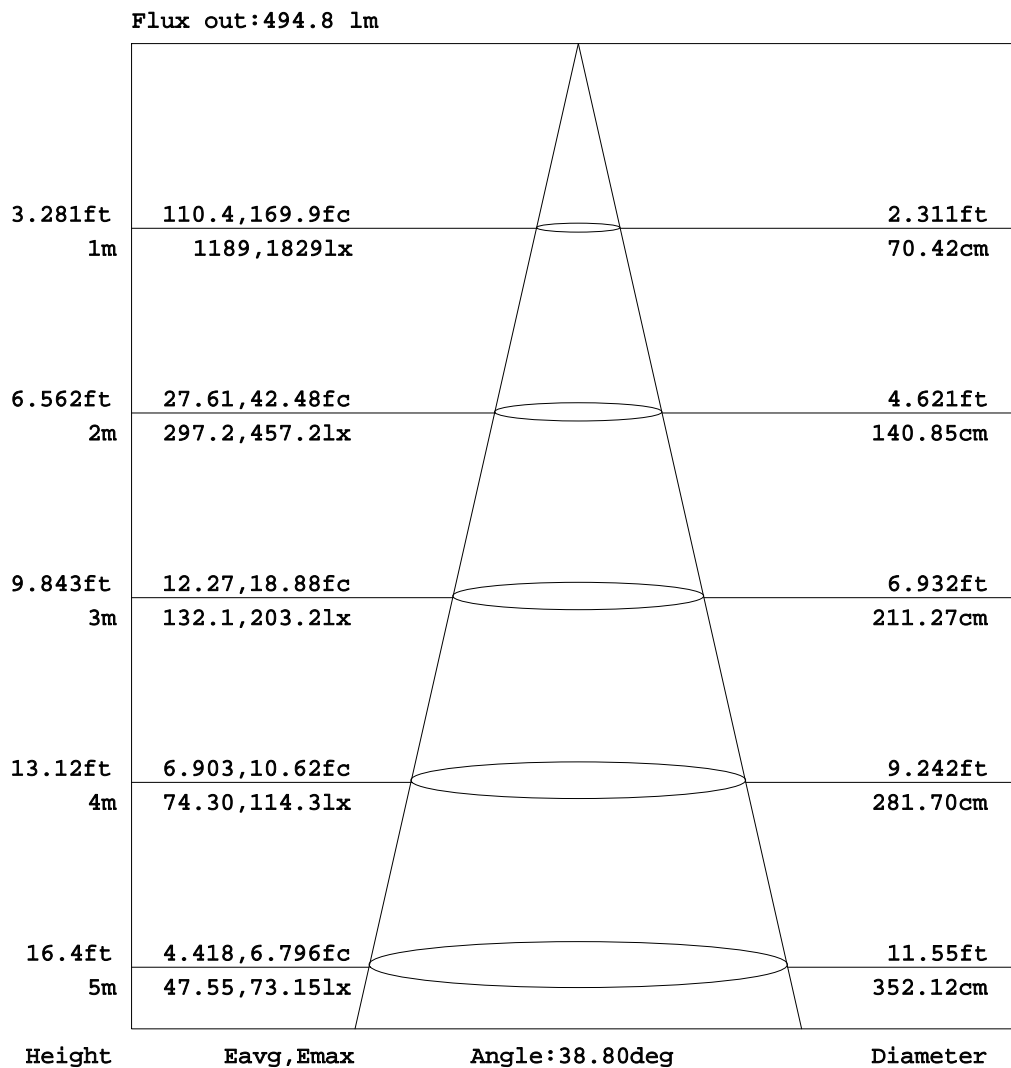 Flux out:494.8 lm
3.281ft 110.4,169.9fc 2.311ft
1m 1189,1829lx 70.42cm
6.562ft 27.61,42.48fc 4.621ft
2m 297.2,457.2lx 140.85cm
9.843ft 12.27,18.88fc 6.932ft
3m 132.1,203.2lx 211.27cm
13.12ft 6.903,10.62fc 9.242ft
4m 74.30,114.3lx 281.70cm
16.4ft 4.418,6.796fc 11.55ft
5m 47.55,73.15lx 352.12cm
Height Eavg,Emax Angle:38.80deg Diameter